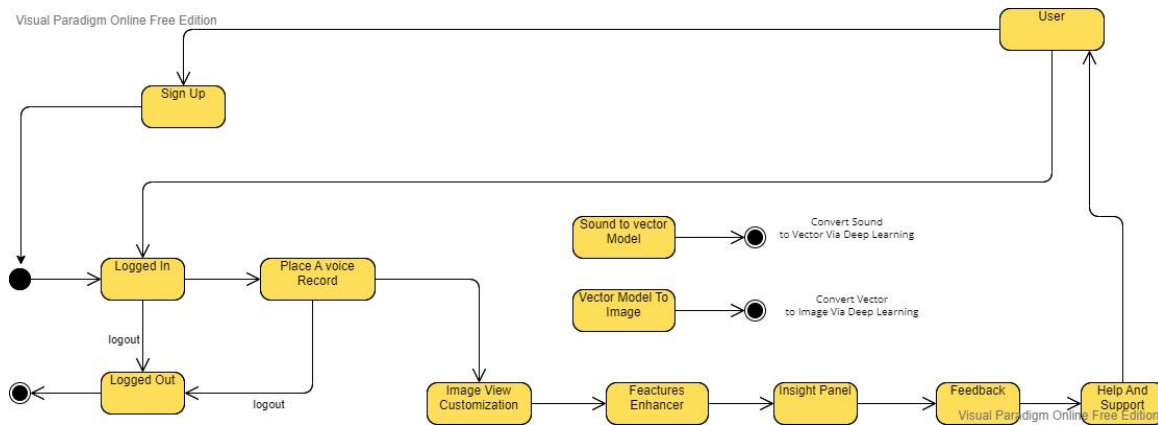 Visual Paradigm Online Free Edition
User
Sign Up
Sound to vector
Model
Convert Sound
to Vector Via Deep Learning
Logged In
Place A voice
Record
Vector Model To
Image
Convert Vector
to Image Via Deep Learning
logout
Logged Out
logout
Image View
Customization
Feactures
Enhancer
Insight Panel
Feedback
Help And
Support
Visual Paradigm Online Free Edition